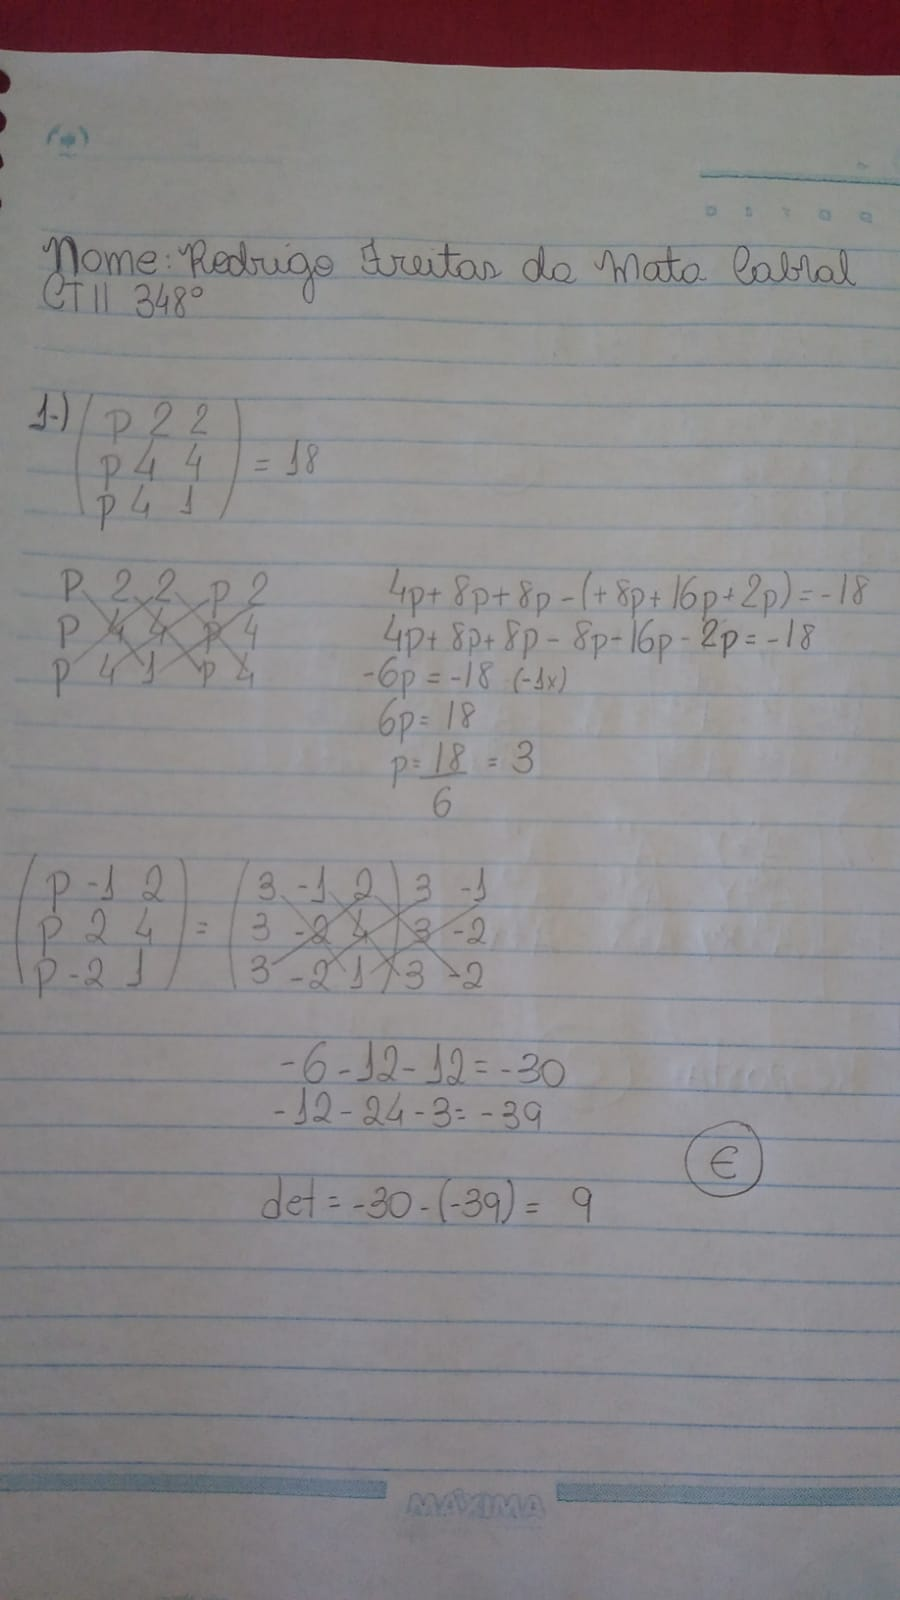 Nome: Rodrigo Freitas da Mata Cabral
CTII 348°
1-) ( p 2 2
p 4 4 ) = 18
p 4 1
P 2 2 p 2
p 4 4 p 4
p 4 1 p 4
4p+ 8p+8p-(+8p+16p+2p)=-18
4p+ 8p+8p- 8p-16p-2p=-18
-6p = -18 (-1x)
6p= 18
p= 18/6 = 3
( p -1 2 ) ( 3 -1 2 ) 3 -1
p 2 4 = 3 -2 4 3 -2
p -2 1 3 -2 1 3 -2
-6-12-12=-30
-12-24-3=-39
E
det=-30-(-39)= 9
MÁXIMA